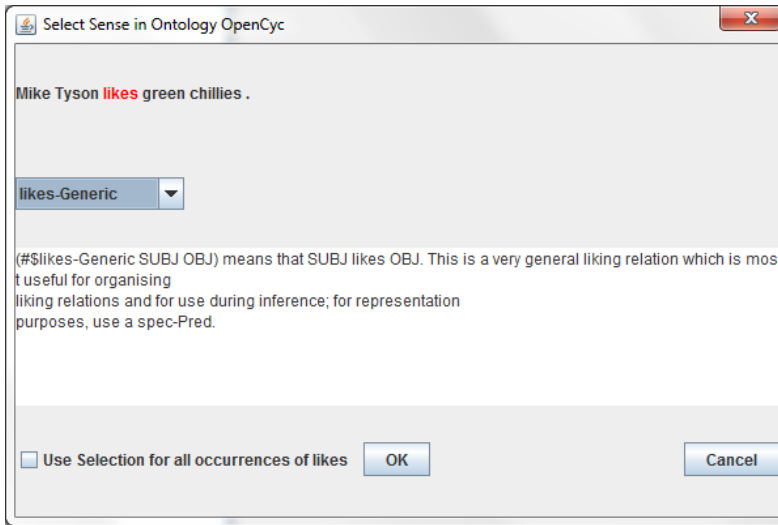 Select Sense in Ontology OpenCyc
Mike Tyson likes green chillies .
likes-Generic
(#$likes-Generic SUBJ OBJ) means that SUBJ likes OBJ. This is a very general liking relation which is mos
t useful for organising
liking relations and for use during inference; for representation
purposes, use a spec-Pred.
Use Selection for all occurrences of likes OK Cancel